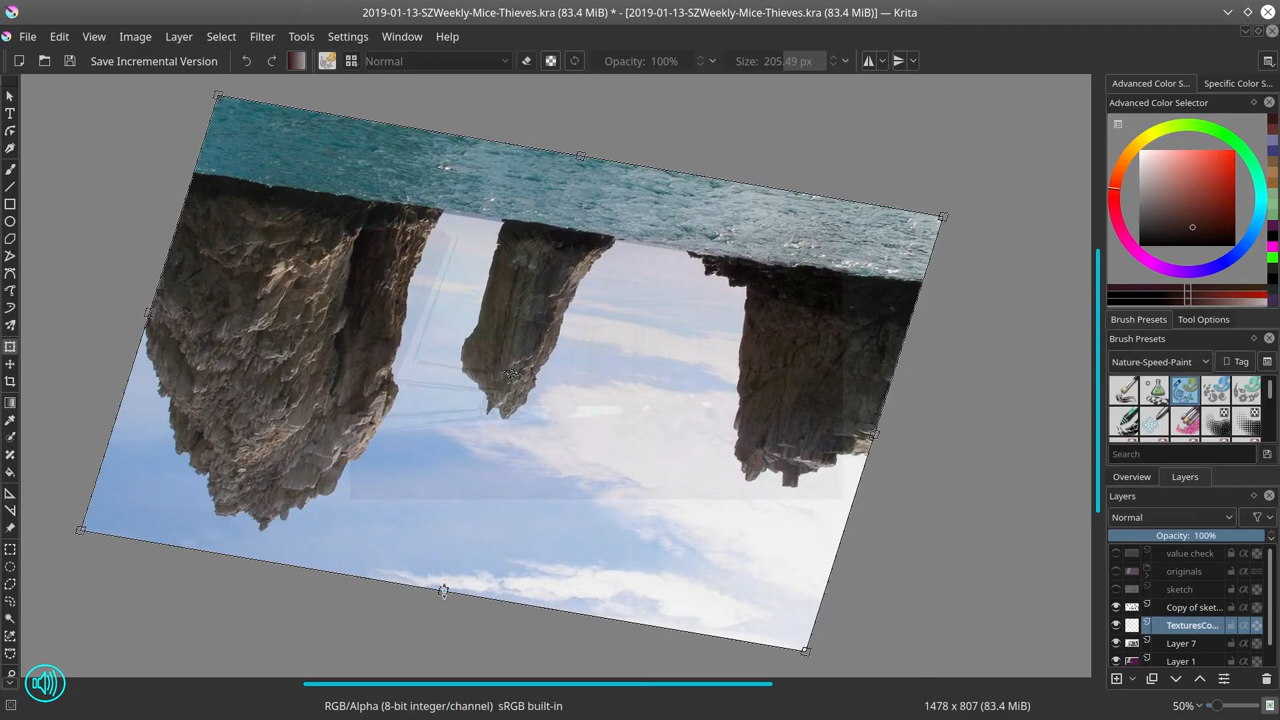 2019-01-13-SZWeekly-Mice-Thieves.kra (83.4 MiB) * - [2019-01-13-SZWeekly-Mice-Thieves.kra (83.4 MiB)] — Krita
File Edit View Image Layer Select Filter Tools Settings Window Help
Save Incremental Version Normal Opacity: 100% Size: 205.49 px
Advanced Color S... Specific Color S...
Advanced Color Selector
Brush Presets Tool Options
Brush Presets
Nature-Speed-Paint Tag
Search
Overview Layers
Layers
Normal
Opacity: 100%
value check
originals
sketch
Copy of sket...
TexturesCo...
Layer 7
Layer 1
RGB/Alpha (8-bit integer/channel) sRGB built-in 1478 x 807 (83.4 MiB) 50%